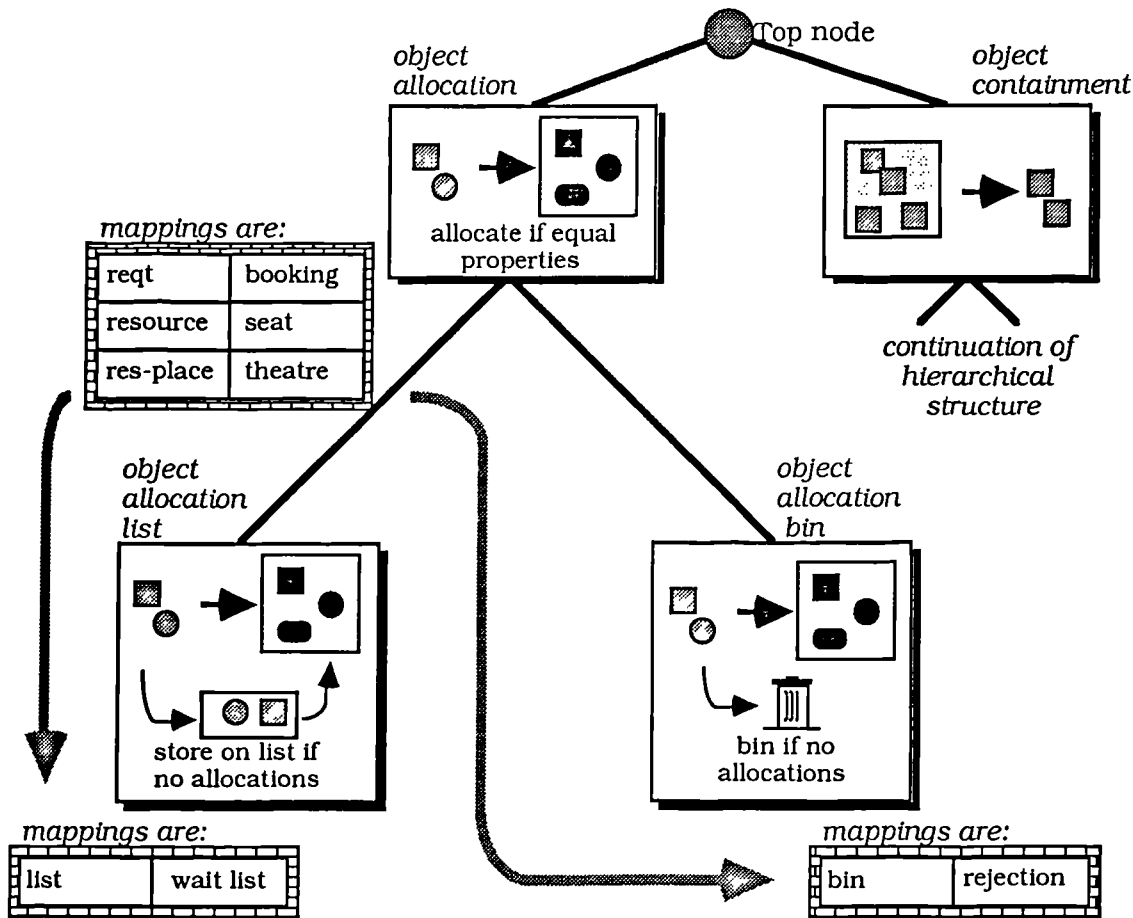 Top node
object
allocation
object
containment
allocate if equal
properties
mappings are:
reqt booking
resource seat
res-place theatre
continuation of
hierarchical
structure
object
allocation
list
object
allocation
bin
store on list if
no allocations
bin if no
allocations
mappings are:
list wait list
mappings are:
bin rejection